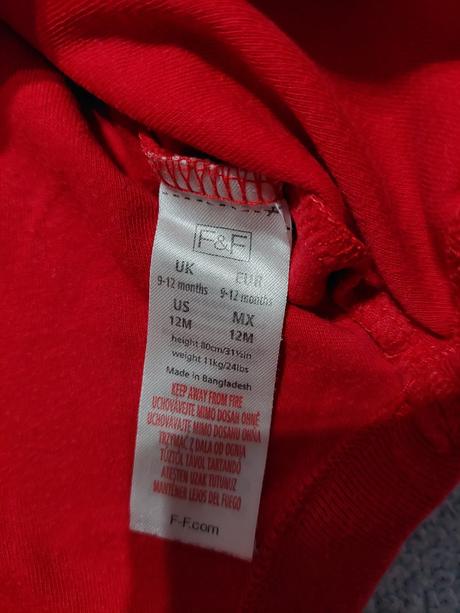 F&F
UK EUR
9-12 months 9-12 months
US MX
12M 12M
height 80cm/31½in
weight 11kg/24lbs
Made in Bangladesh
KEEP AWAY FROM FIRE
UCHOVÁVEJTE MIMO DOSAH OHNĚ
UCHOVÁVAJTE MIMO DOSAHU OHŇA
TRZYMAĆ Z DALA OD OGNIA
TŰZTŐL TÁVOL TARTANDÓ
ATEŞTEN UZAK TUTUNUZ
MANTENER LEJOS DEL FUEGO
F-F.com